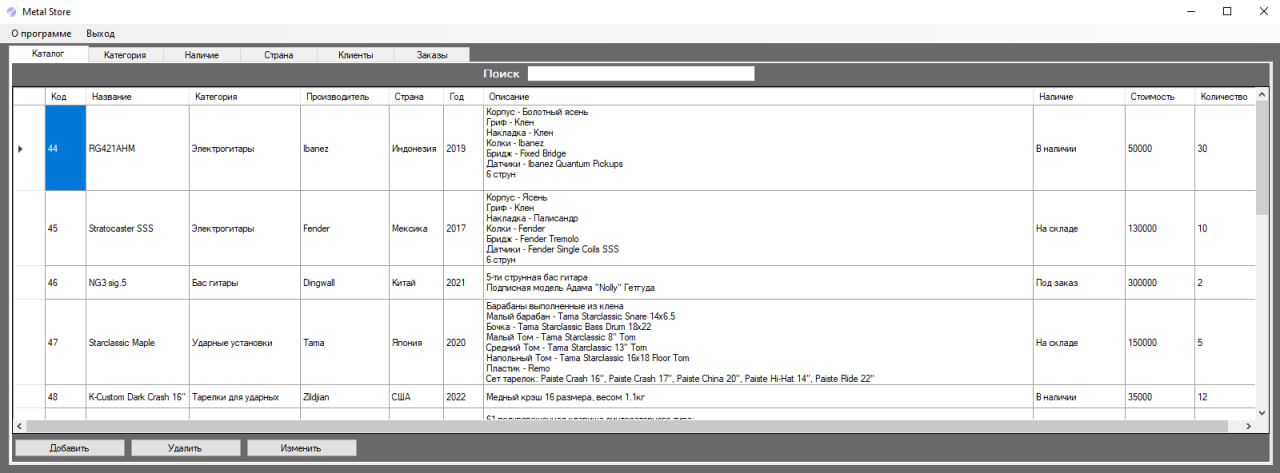 Metal Store
О программе Выход
Каталог Категория Наличие Страна Клиенты Заказы
Поиск
Код Название Категория Производитель Страна Год Описание Наличие Стоимость Количество
44 RG421AHM Электрогитары Ibanez Индонезия 2019 Корпус - Болотный ясень
Гриф - Клен
Накладка - Клен
Колки - Ibanez
Бридж - Fixed Bridge
Датчики - Ibanez Quantum Pickups
6 струн В наличии 50000 30
45 Stratocaster SSS Электрогитары Fender Мексика 2017 Корпус - Ясень
Гриф - Клен
Накладка - Палисандр
Колки - Fender
Бридж - Fender Tremolo
Датчики - Fender Single Coils SSS
6 струн На складе 130000 10
46 NG3 sig.5 Бас гитары Dingwall Китай 2021 5-ти струнная бас гитара
Подписная модель Адама "Nolly" Гетгуда Под заказ 300000 2
47 Starclassic Maple Ударные установки Tama Япония 2020 Барабаны выполненные из клена
Малый барабан - Tama Starclassic Snare 14x6.5
Бочка - Tama Starclassic Bass Drum 18x22
Малый Том - Tama Starclassic 8" Tom
Средний Том - Tama Starclassic 13" Tom
Напольный Том - Tama Starclassic 16x18 Floor Tom
Пластик - Remo
Сет тарелок: Paiste Crash 16", Paiste Crash 17", Paiste China 20", Paiste Hi-Hat 14", Paiste Ride 22" На складе 150000 5
48 K-Custom Dark Crash 16" Тарелки для ударных Zildjian США 2022 Медный крэш 16 размера, весом 1.1кг В наличии 35000 12
Добавить Удалить Изменить